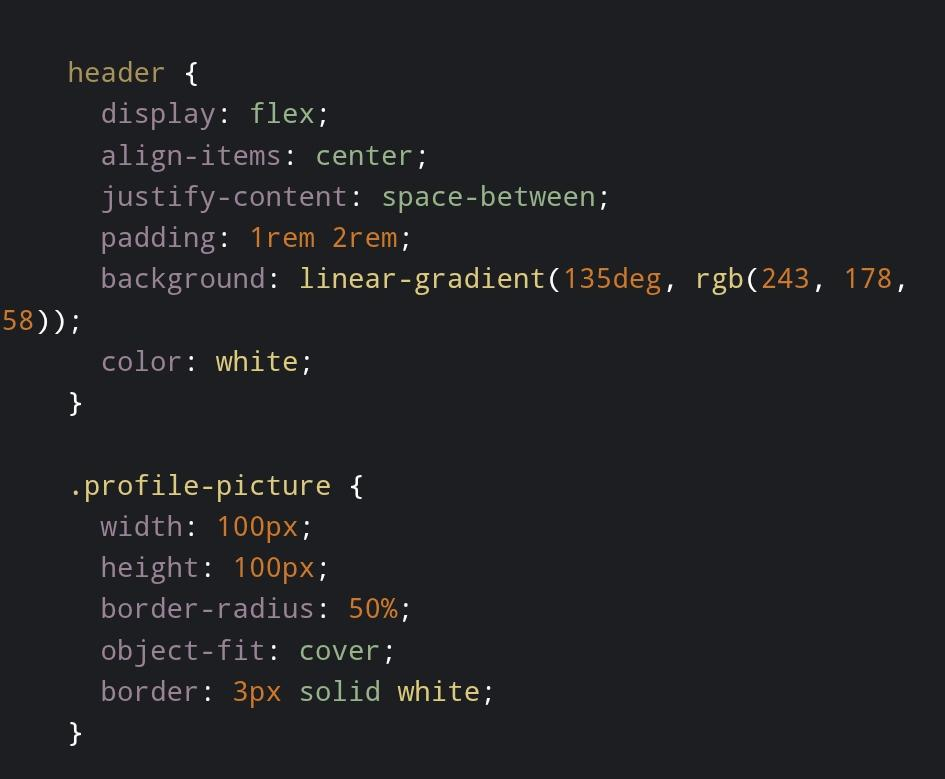 header {
display: flex;
align-items: center;
justify-content: space-between;
padding: 1rem 2rem;
background: linear-gradient(135deg, rgb(243, 178,
58));
color: white;
}
.profile-picture {
width: 100px;
height: 100px;
border-radius: 50%;
object-fit: cover;
border: 3px solid white;
}